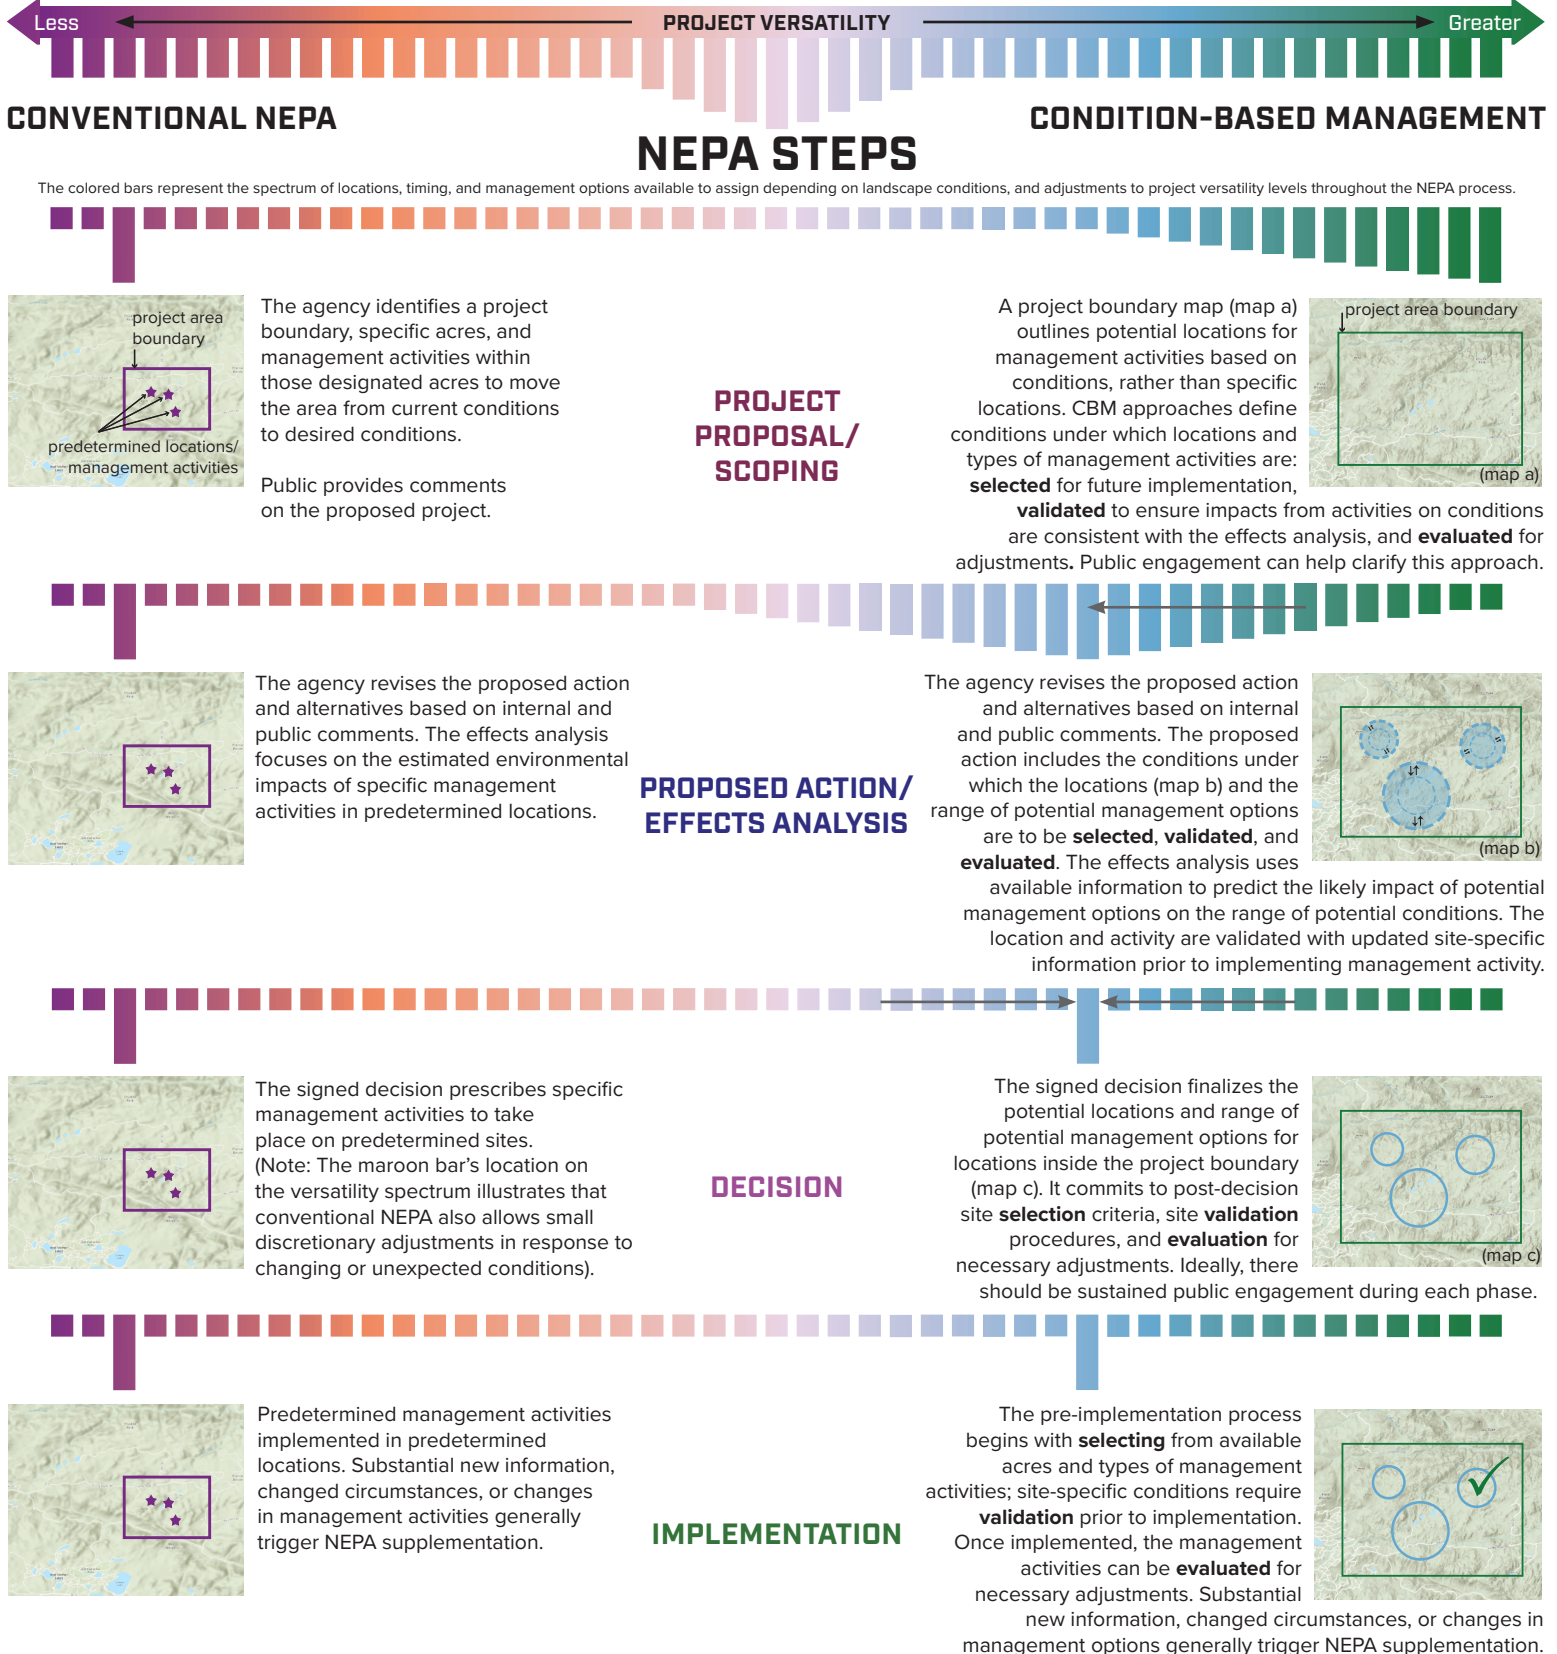 Less
PROJECT VERSATILITY
Greater
CONVENTIONAL NEPA
CONDITION-BASED MANAGEMENT
NEPA STEPS
The colored bars represent the spectrum of locations, timing, and management options available to assign depending on landscape conditions, and adjustments to project versatility levels throughout the NEPA process.
project area
boundary
predetermined locations/
management activities
The agency identifies a project
boundary, specific acres, and
management activities within
those designated acres to move
the area from current conditions
to desired conditions.
Public provides comments
on the proposed project.
PROJECT
PROPOSAL/
SCOPING
A project boundary map (map a)
outlines potential locations for
management activities based on
conditions, rather than specific
locations. CBM approaches define
conditions under which locations and
types of management activities are:
selected for future implementation,
validated to ensure impacts from activities on conditions
are consistent with the effects analysis, and evaluated for
adjustments. Public engagement can help clarify this approach.
project area boundary
(map a)
The agency revises the proposed action
and alternatives based on internal and
public comments. The effects analysis
focuses on the estimated environmental
impacts of specific management
activities in predetermined locations.
PROPOSED ACTION/
EFFECTS ANALYSIS
The agency revises the proposed action
and alternatives based on internal
and public comments. The proposed
action includes the conditions under
which the locations (map b) and the
range of potential management options
are to be selected, validated, and
evaluated. The effects analysis uses
available information to predict the likely impact of potential
management options on the range of potential conditions. The
location and activity are validated with updated site-specific
information prior to implementing management activity.
(map b)
The signed decision prescribes specific
management activities to take
place on predetermined sites.
(Note: The maroon bar's location on
the versatility spectrum illustrates that
conventional NEPA also allows small
discretionary adjustments in response to
changing or unexpected conditions).
DECISION
The signed decision finalizes the
potential locations and range of
potential management options for
locations inside the project boundary
(map c). It commits to post-decision
site selection criteria, site validation
procedures, and evaluation for
necessary adjustments. Ideally, there
should be sustained public engagement during each phase.
(map c)
Predetermined management activities
implemented in predetermined
locations. Substantial new information,
changed circumstances, or changes
in management activities generally
trigger NEPA supplementation.
IMPLEMENTATION
The pre-implementation process
begins with selecting from available
acres and types of management
activities; site-specific conditions require
validation prior to implementation.
Once implemented, the management
activities can be evaluated for
necessary adjustments. Substantial
new information, changed circumstances, or changes in
management options generally trigger NEPA supplementation.